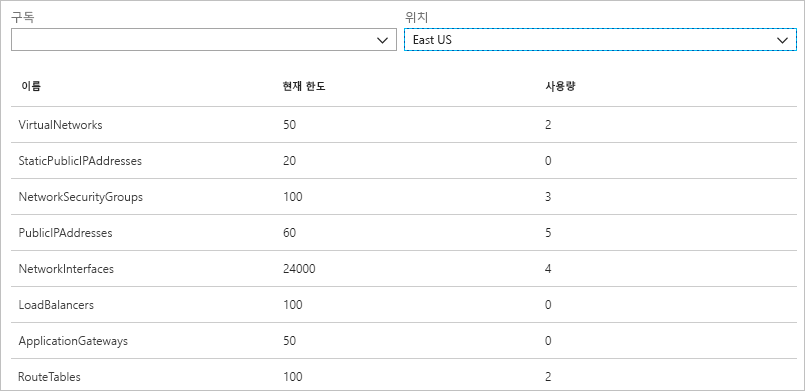 구독 위치
East US
이름 현재 한도 사용량
VirtualNetworks 50 2
StaticPublicIPAddresses 20 0
NetworkSecurityGroups 100 3
PublicIPAddresses 60 5
NetworkInterfaces 24000 4
LoadBalancers 100 0
ApplicationGateways 50 0
RouteTables 100 2